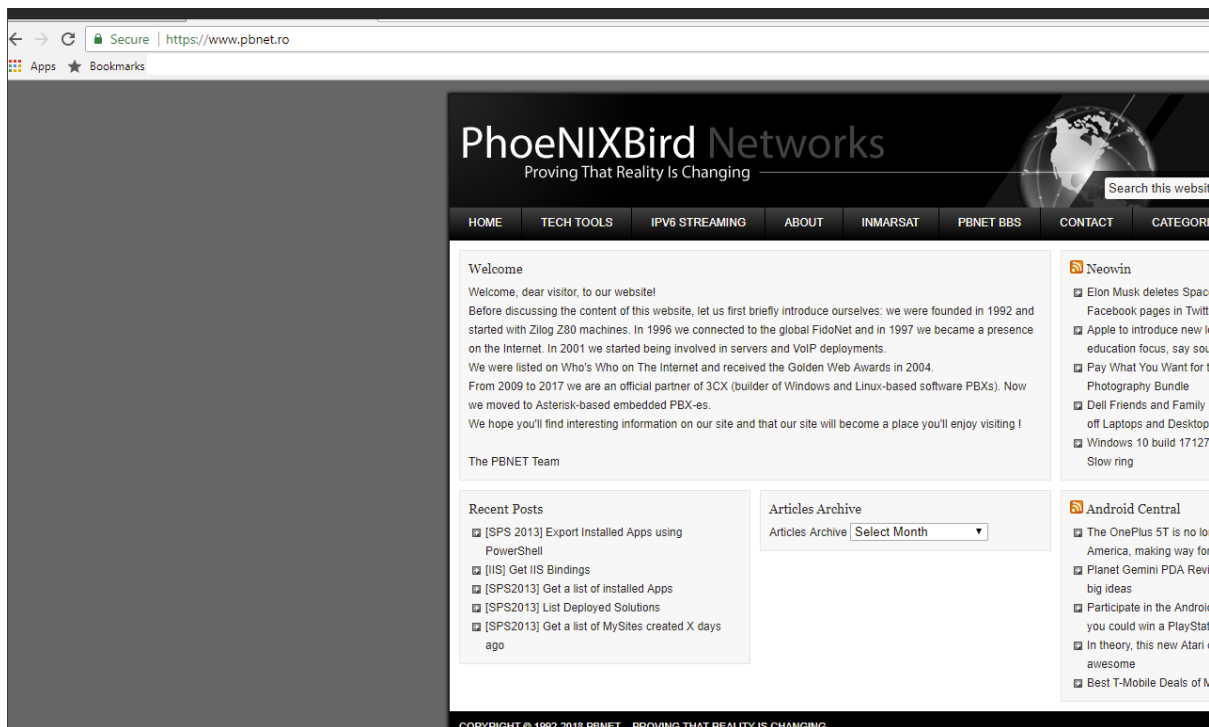 Secure | https://www.pbnet.ro
Apps Bookmarks
PhoeNIXBird Networks
Proving That Reality Is Changing
Search this
HOME TECH TOOLS IPV6 STREAMING ABOUT INMARSAT PBNET BBS CONTACT
Welcome
Welcome, dear visitor, to our website!
Before discussing the content of this website, let us first briefly introduce ourselves: we were founded in 1992 and
started with Zilog Z80 machines. In 1996 we connected to the global FidoNet and in 1997 we became a presence
on the Internet. In 2001 we started being involved in servers and VoIP deployments.
We were listed on Who's Who on The Internet and received the Golden Web Awards in 2004.
From 2009 to 2017 we are an official partner of 3CX (builder of Windows and Linux-based software PBXs). Now
we moved to Asterisk-based embedded PBX-es.
We hope you'll find interesting information on our site and that our site will become a place you'll enjoy visiting !
The PBNET Team
Recent Posts
[SPS 2013] Export Installed Apps using
PowerShell
[IIS] Get IIS Bindings
[SPS2013] Get a list of installed Apps
[SPS2013] List Deployed Solutions
[SPS2013] Get a list of MySites created X days
ago
Articles Archive
Articles Archive Select Month
Neowin
Elon Musk deletes
Facebook pages in
Apple to introduce new
education focus, say
Pay What You Want for
Photography Bundle
Dell Friends and Family
off Laptops and
Windows 10 build 17127
Slow ring
Android Central
The OnePlus 5T is no
America, making way for
Planet Gemini PDA
big ideas
Participate in the
you could win a
In theory, this new Atari
awesome
Best T-Mobile Deals of
COPYRIGHT © 1992-2018 PBNET – PROVING THAT REALITY IS CHANGING